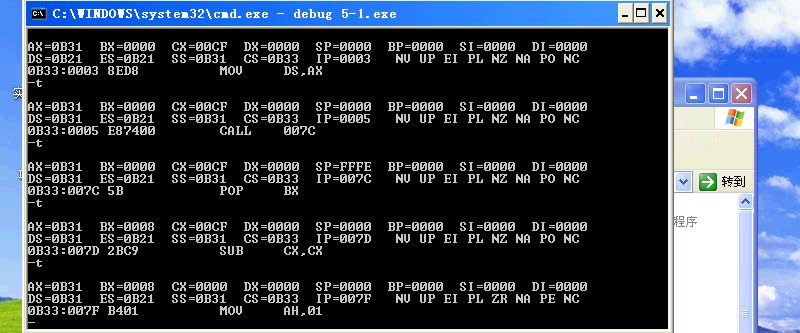 C:\WINDOWS\system32\cmd.exe - debug 5-1.exe
AX=0B31 BX=0000 CX=00CF DX=0000 SP=0000 BP=0000 SI=0000 DI=0000
DS=0B21 ES=0B21 SS=0B31 CS=0B33 IP=0003 NV UP EI PL NZ NA PO NC
0B33:0003 8ED8 MOV DS,AX
-t
AX=0B31 BX=0000 CX=00CF DX=0000 SP=0000 BP=0000 SI=0000 DI=0000
DS=0B31 ES=0B21 SS=0B31 CS=0B33 IP=0005 NV UP EI PL NZ NA PO NC
0B33:0005 E87400 CALL 007C
-t
AX=0B31 BX=0000 CX=00CF DX=0000 SP=FFFE BP=0000 SI=0000 DI=0000
DS=0B31 ES=0B21 SS=0B31 CS=0B33 IP=007C NV UP EI PL NZ NA PO NC
0B33:007C 5B POP BX
-t
AX=0B31 BX=0008 CX=00CF DX=0000 SP=0000 BP=0000 SI=0000 DI=0000
DS=0B31 ES=0B21 SS=0B31 CS=0B33 IP=007D NV UP EI PL NZ NA PO NC
0B33:007D 2BC9 SUB CX,CX
-t
AX=0B31 BX=0008 CX=0000 DX=0000 SP=0000 BP=0000 SI=0000 DI=0000
DS=0B31 ES=0B21 SS=0B31 CS=0B33 IP=007F NV UP EI PL ZR NA PE NC
0B33:007F B401 MOV AH,01
-
转到
程序